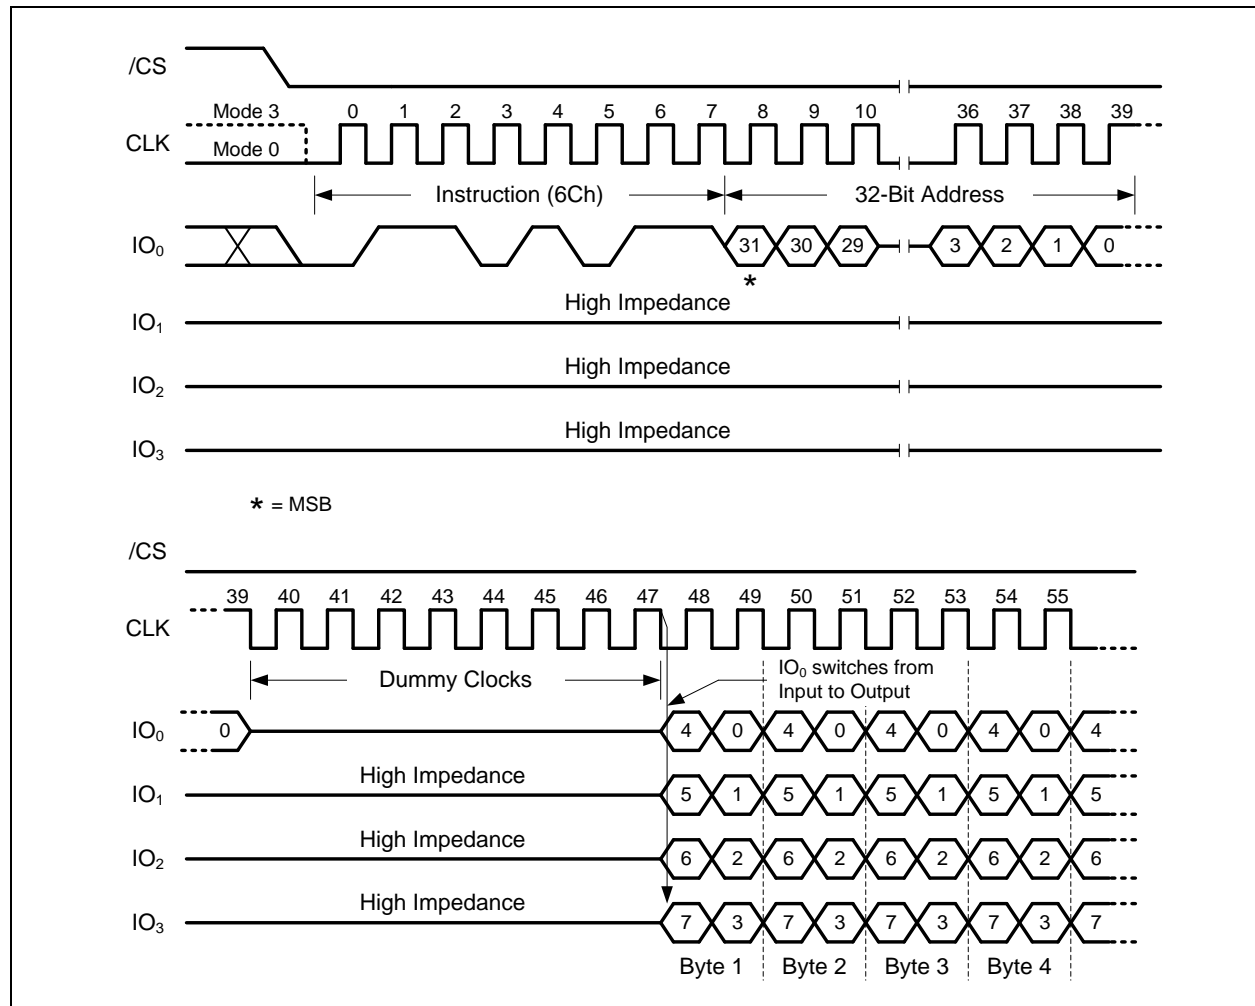 /CS
Mode 3 0 1 2 3 4 5 6 7 8 9 10 36 37 38 39
CLK
Mode 0
Instruction (6Ch) 32-Bit Address
IO₀ 31 30 29 3 2 1 0
*
High Impedance
IO₁
High Impedance
IO₂
High Impedance
IO₃
* = MSB
/CS
39 40 41 42 43 44 45 46 47 48 49 50 51 52 53 54 55
CLK
Dummy Clocks
IO₀ switches from
Input to Output
IO₀ 0 4 0 4 0 4 0 4 0 4
High Impedance
IO₁ 5 1 5 1 5 1 5 1 5
High Impedance
IO₂ 6 2 6 2 6 2 6 2 6
High Impedance
IO₃ 7 3 7 3 7 3 7 3 7
Byte 1 Byte 2 Byte 3 Byte 4